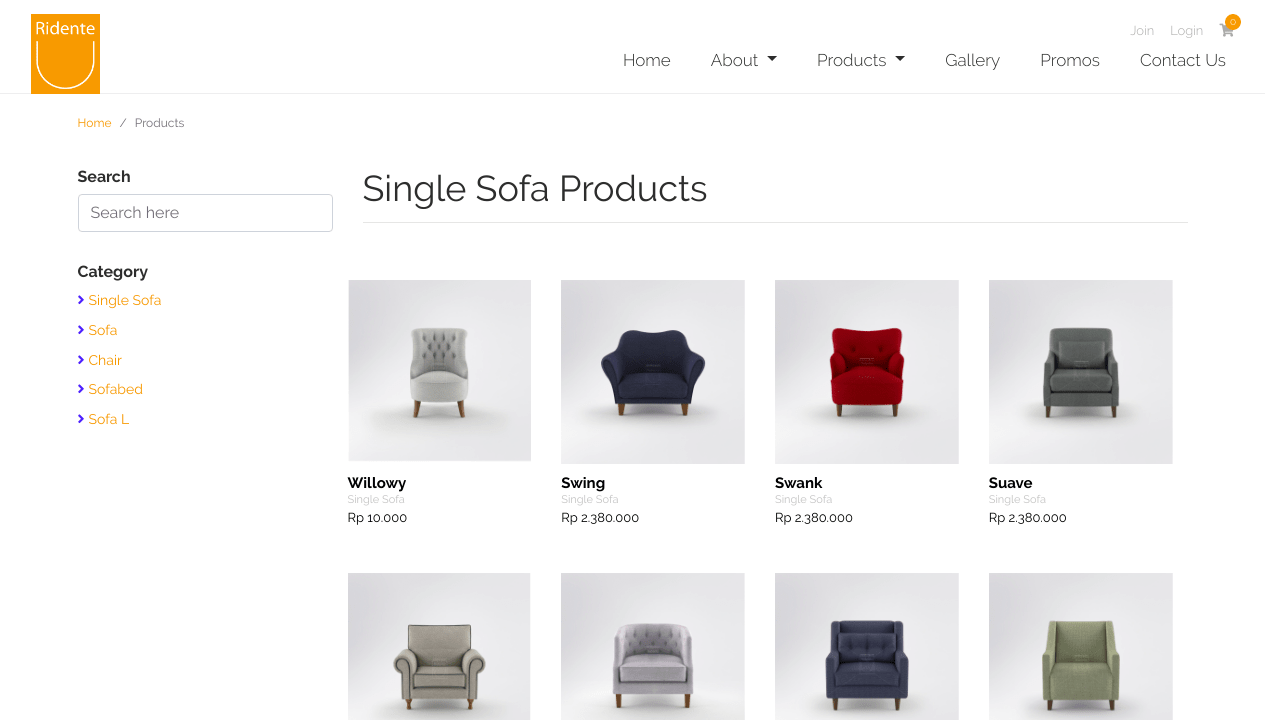 Ridente
Join Login 0
Home About Products Gallery Promos Contact Us
Home / Products
Search
Search here
Category
Single Sofa
Sofa
Chair
Sofabed
Sofa L
Single Sofa Products
Willowy
Single Sofa
Rp 10.000
Swing
Single Sofa
Rp 2.380.000
Swank
Single Sofa
Rp 2.380.000
Suave
Single Sofa
Rp 2.380.000